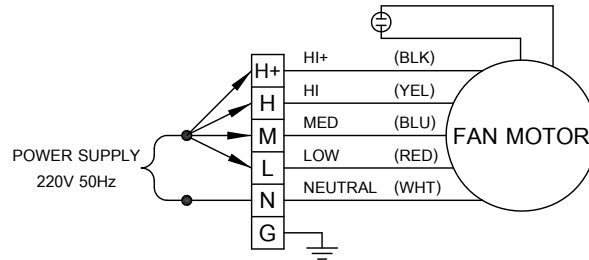 H+ HI+ (BLK)
H HI (YEL)
M MED (BLU)
L LOW (RED)
N NEUTRAL (WHT)
G
FAN MOTOR
POWER SUPPLY
220V 50Hz